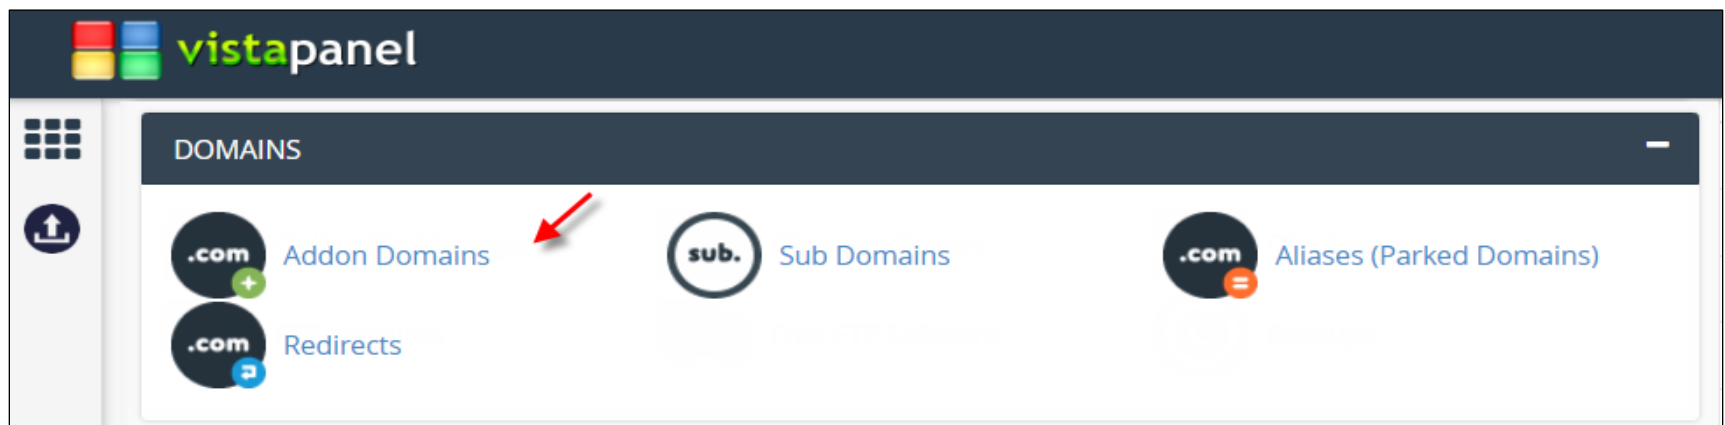 vistapanel
DOMAINS
.com Addon Domains
sub. Sub Domains
.com Aliases (Parked Domains)
.com Redirects